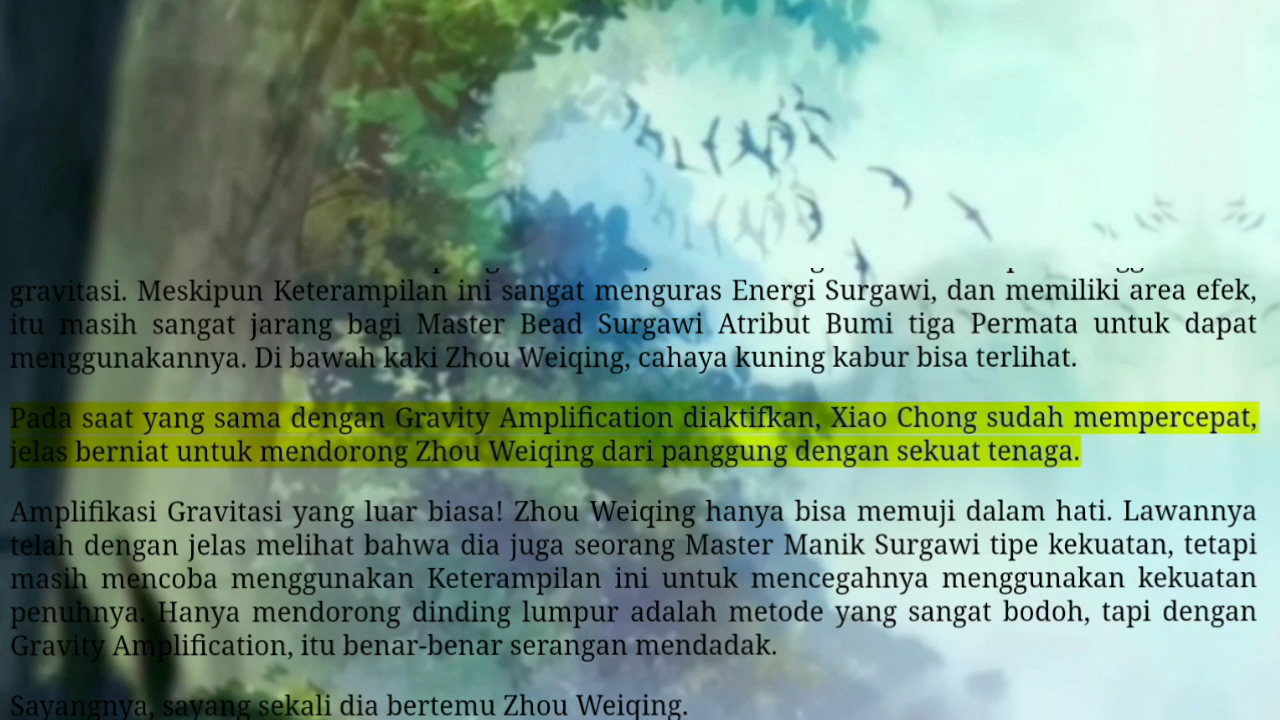 gravitasi. Meskipun Keterampilan ini sangat menguras Energi Surgawi, dan memiliki area efek,
itu masih sangat jarang bagi Master Bead Surgawi Atribut Bumi tiga Permata untuk dapat
menggunakannya. Di bawah kaki Zhou Weiqing, cahaya kuning kabur bisa terlihat.
Pada saat yang sama dengan Gravity Amplification diaktifkan, Xiao Chong sudah mempercepat,
jelas berniat untuk mendorong Zhou Weiqing dari panggung dengan sekuat tenaga.
Amplifikasi Gravitasi yang luar biasa! Zhou Weiqing hanya bisa memuji dalam hati. Lawannya
telah dengan jelas melihat bahwa dia juga seorang Master Manik Surgawi tipe kekuatan, tetapi
masih mencoba menggunakan Keterampilan ini untuk mencegahnya menggunakan kekuatan
penuhnya. Hanya mendorong dinding lumpur adalah metode yang sangat bodoh, tapi dengan
Gravity Amplification, itu benar-benar serangan mendadak.
Sayangnya, sayang sekali dia bertemu Zhou Weiqing.